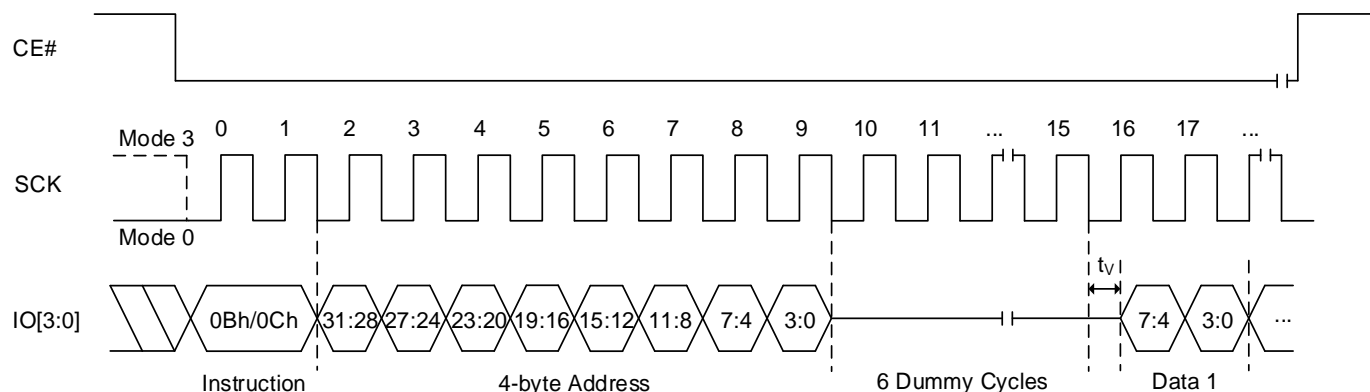 CE#
Mode 3
0 1 2 3 4 5 6 7 8 9 10 11 ... 15 16 17 ...
SCK
Mode 0
tV
IO[3:0] 0Bh/0Ch 31:28 27:24 23:20 19:16 15:12 11:8 7:4 3:0 7:4 3:0 ...
Instruction 4-byte Address 6 Dummy Cycles Data 1